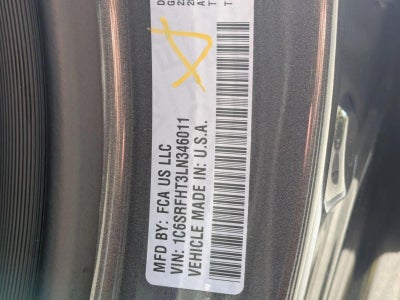 MFD BY: FCA US LLC
VIN: 1C6SRFHT3LN346011
VEHICLE MADE IN: U.S.A.